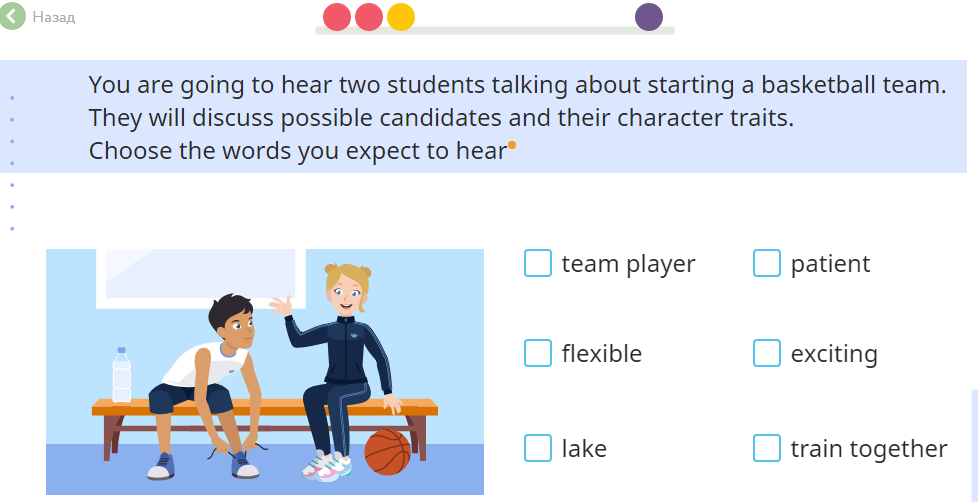 Назад
You are going to hear two students talking about starting a basketball team.
They will discuss possible candidates and their character traits.
Choose the words you expect to hear
team player
patient
flexible
exciting
lake
train together